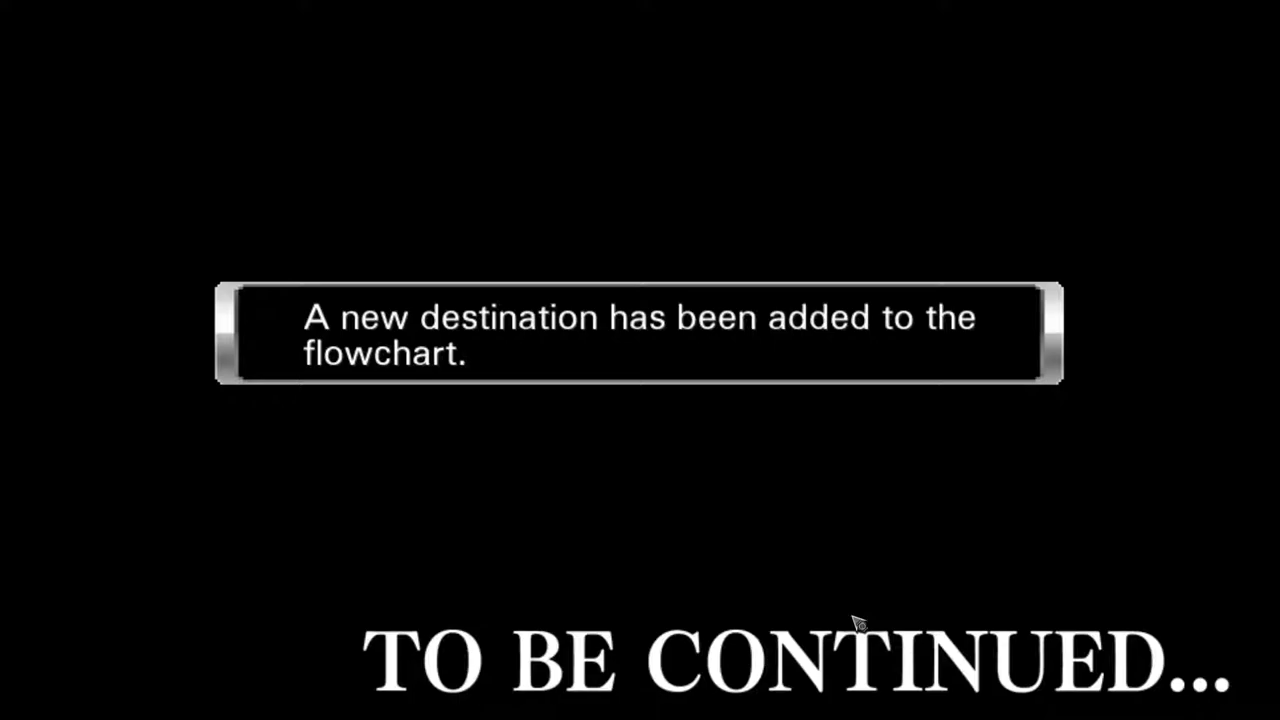 A new destination has been added to the
flowchart.
TO BE CONTINUED...